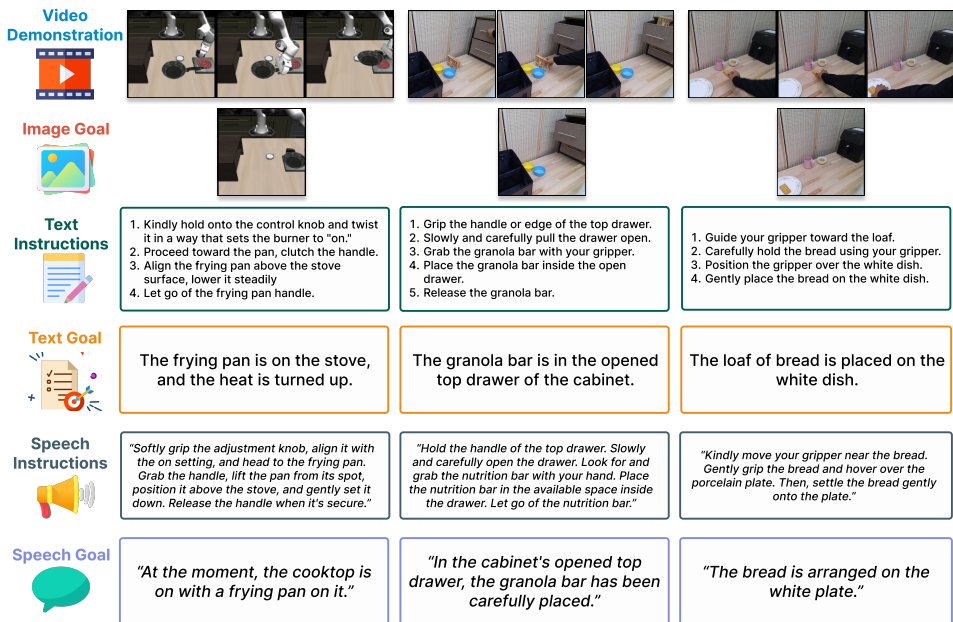 Video
Demonstration
Image Goal
Text
Instructions
1. Kindly hold onto the control knob and twist
it in a way that sets the burner to "on."
2. Proceed toward the pan, clutch the handle.
3. Align the frying pan above the stove
surface, lower it steadily
4. Let go of the frying pan handle.
1. Grip the handle or edge of the top drawer.
2. Slowly and carefully pull the drawer open.
3. Grab the granola bar with your gripper.
4. Place the granola bar inside the open
drawer.
5. Release the granola bar.
1. Guide your gripper toward the loaf.
2. Carefully hold the bread using your gripper.
3. Position the gripper over the white dish.
4. Gently place the bread on the white dish.
Text Goal
The frying pan is on the stove,
and the heat is turned up.
The granola bar is in the opened
top drawer of the cabinet.
The loaf of bread is placed on the
white dish.
Speech
Instructions
“Softly grip the adjustment knob, align it with
the on setting, and head to the frying pan.
Grab the handle, lift the pan from its spot,
position it above the stove, and gently set it
down. Release the handle when it's secure.”
“Hold the handle of the top drawer. Slowly
and carefully open the drawer. Look for and
grab the nutrition bar with your hand. Place
the nutrition bar in the available space inside
the drawer. Let go of the nutrition bar.”
“Kindly move your gripper near the bread.
Gently grip the bread and hover over the
porcelain plate. Then, settle the bread gently
onto the plate.”
Speech Goal
“At the moment, the cooktop is
on with a frying pan on it.”
“In the cabinet's opened top
drawer, the granola bar has been
carefully placed.”
“The bread is arranged on the
white plate.”